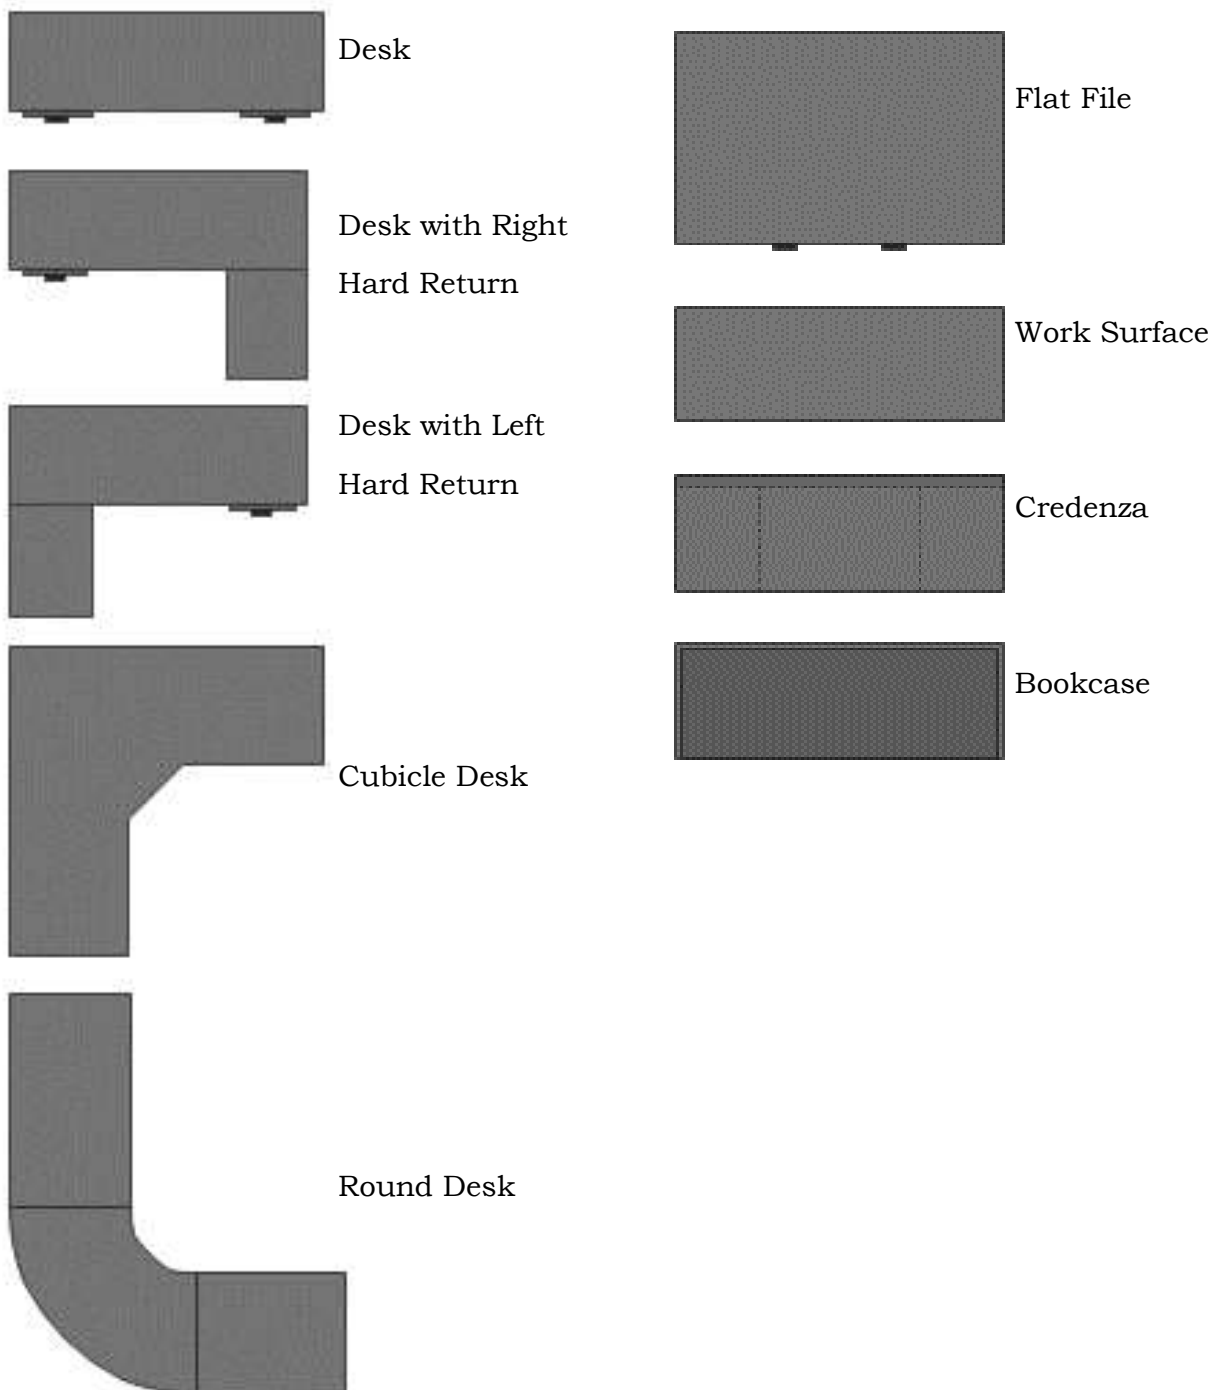 Desk
Desk with Right
Hard Return
Desk with Left
Hard Return
Cubicle Desk
Round Desk
Flat File
Work Surface
Credenza
Bookcase